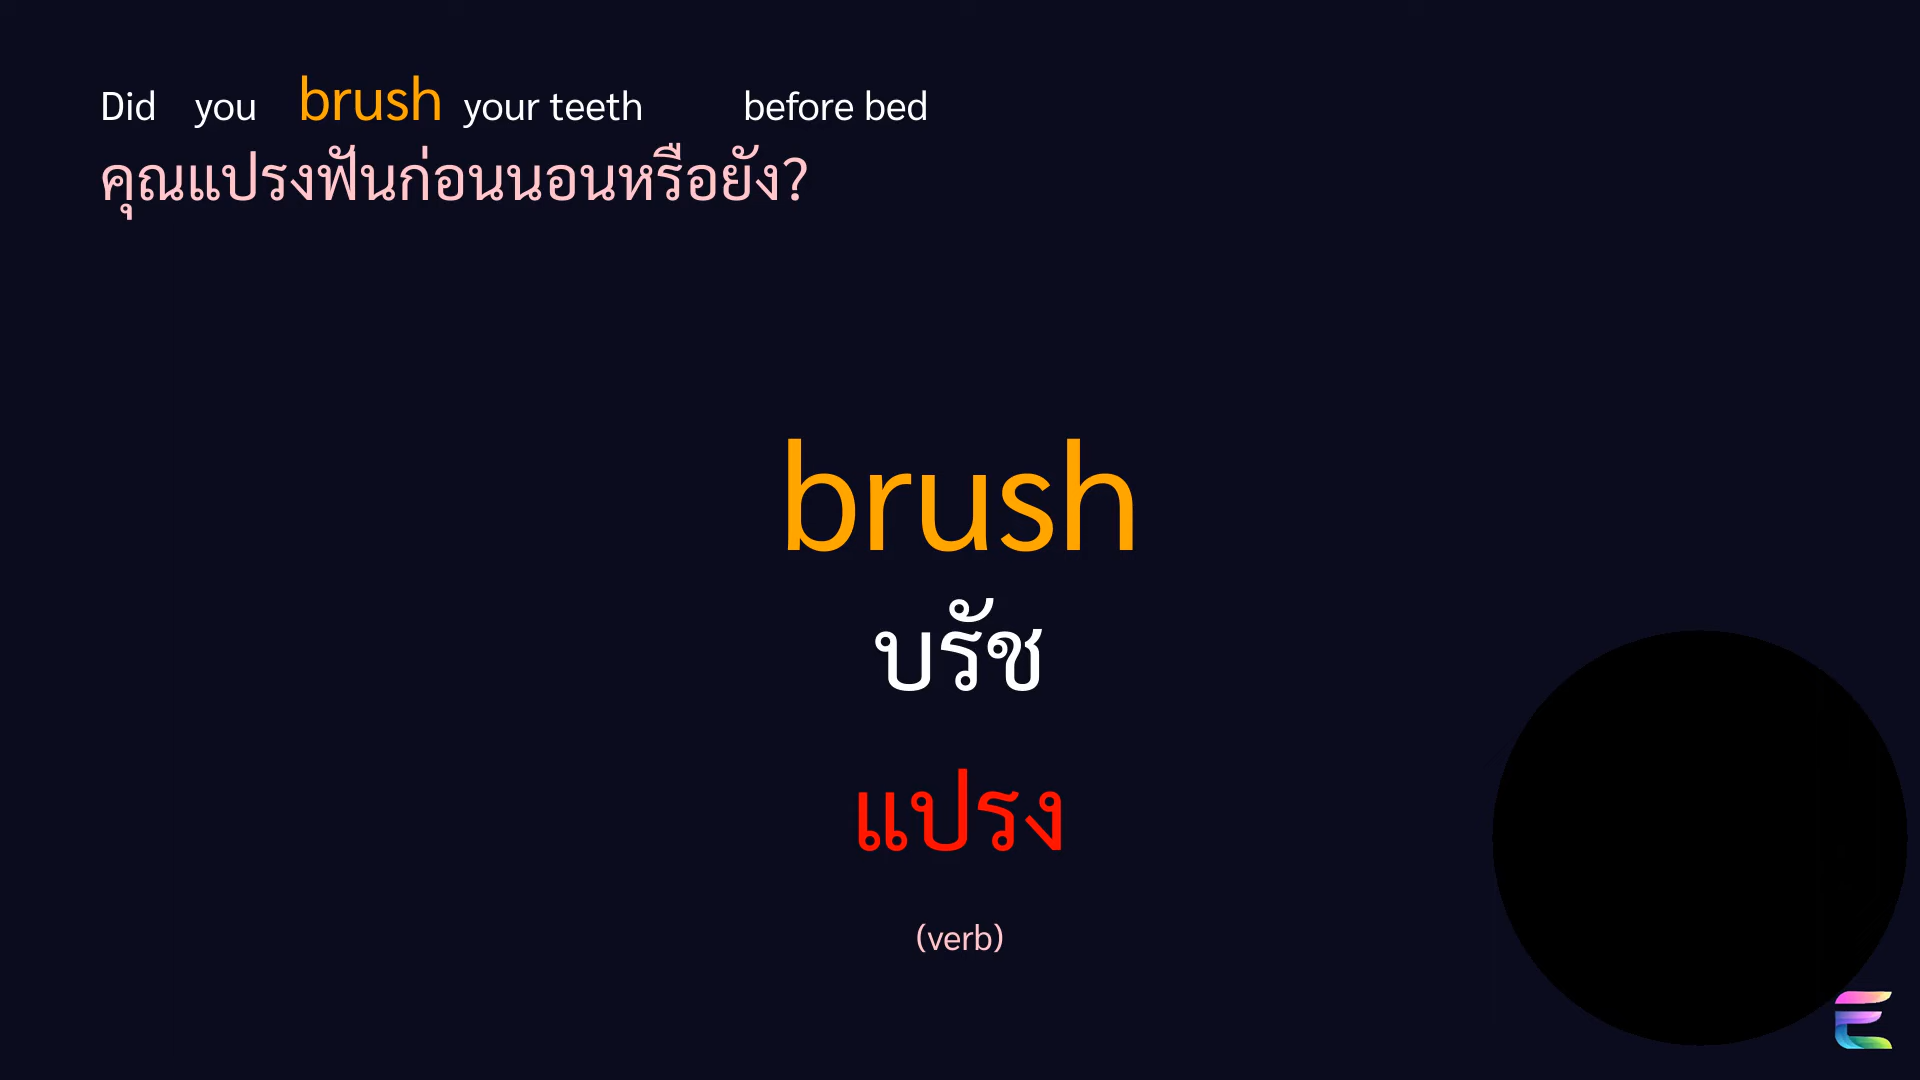 Did you brush your teeth before bed
คุณแปรงฟันก่อนนอนหรือยัง?
brush
บรัช
แปรง
(verb)